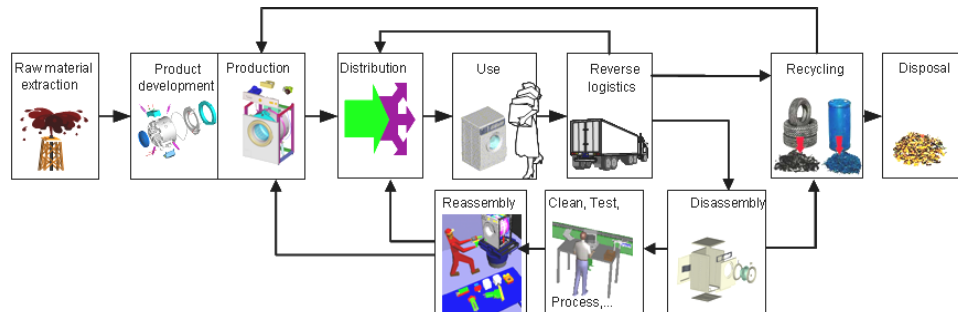 Raw material
extraction
Product
development
Production
Distribution
Use
Reverse
logistics
Recycling
Disposal
Reassembly
Clean, Test,
Process,...
Disassembly